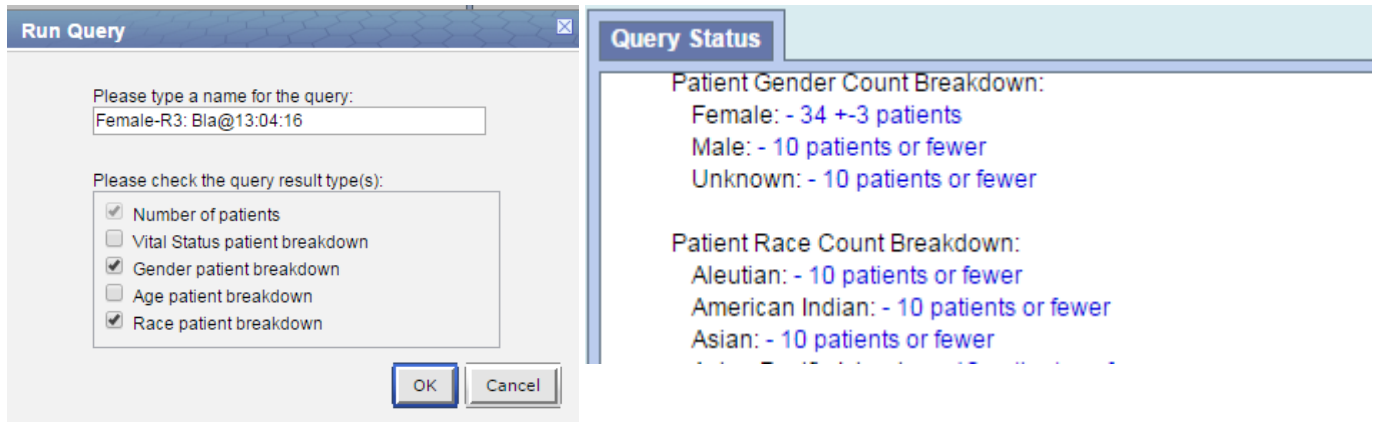 Run Query
Please type a name for the query:
Female-R3: Bla@13:04:16
Please check the query result type(s):
Number of patients
Vital Status patient breakdown
Gender patient breakdown
Age patient breakdown
Race patient breakdown
OK
Cancel
Query Status
Patient Gender Count Breakdown:
Female: - 34 +-3 patients
Male: - 10 patients or fewer
Unknown: - 10 patients or fewer
Patient Race Count Breakdown:
Aleutian: - 10 patients or fewer
American Indian: - 10 patients or fewer
Asian: - 10 patients or fewer